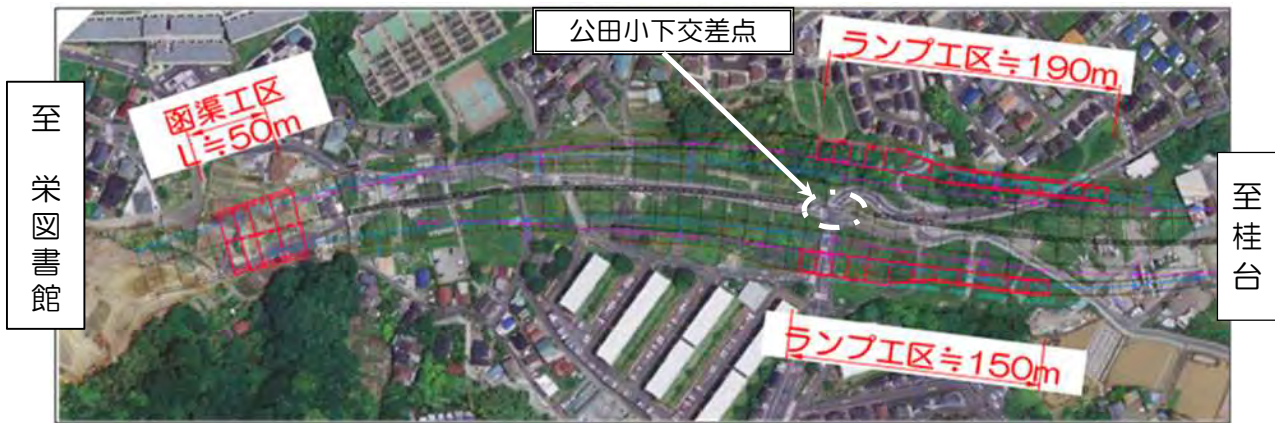 公田小下交差点
ランプ工区≒190m
函渠工区
L≒50m
至 栄図書館
至桂台
ランプ工区≒150m